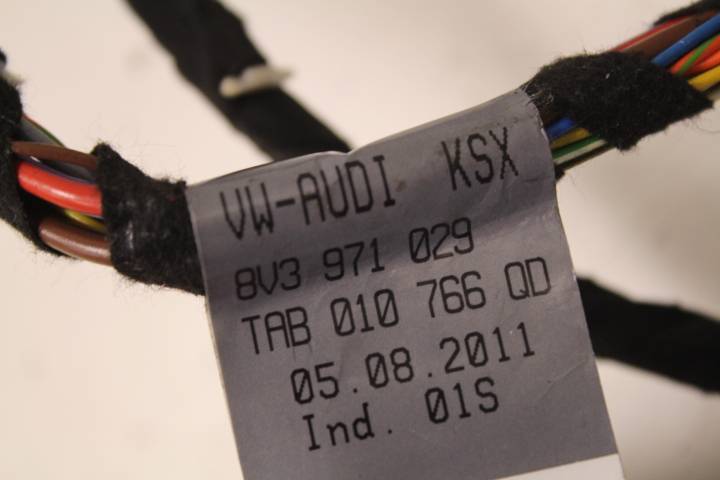 VW-AUDI KSX
8V3 971 029
TAB 010 766 QD
05.08.2011
Ind. 01S